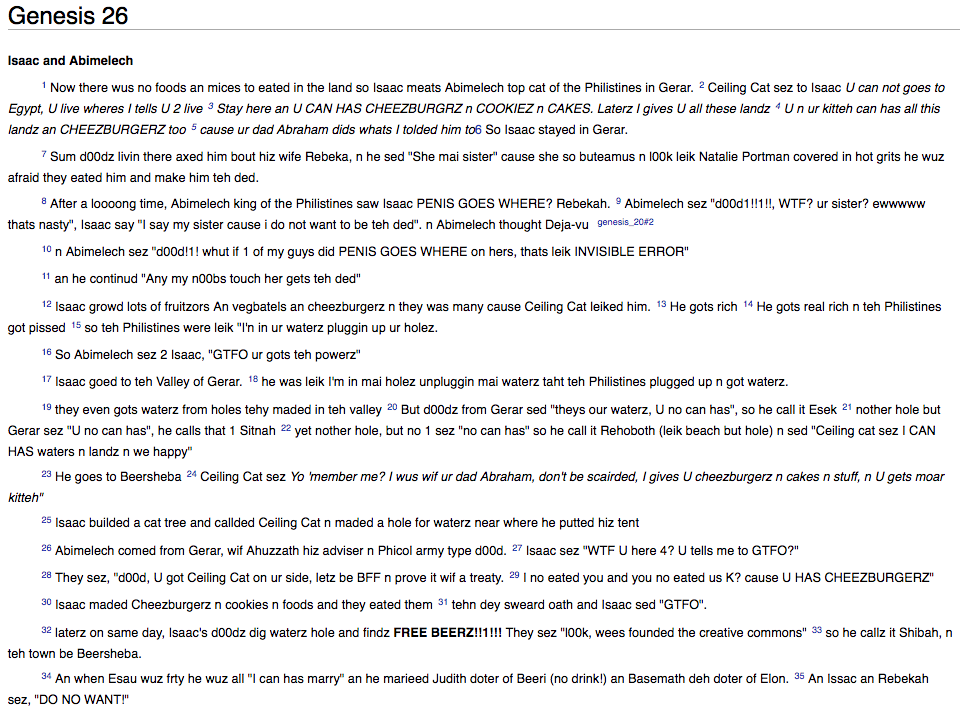 Genesis 26
Isaac and Abimelech
1 Now there wus no foods an mices to eated in the land so Isaac meats Abimelech top cat of the Philistines in Gerar. 2 Ceiling Cat sez to Isaac U can not goes to
Egypt, U live wheres I tells U 2 live 3 Stay here an U CAN HAS CHEEZBURGRZ n COOKIEZ n CAKES. Laterz I gives U all these landz 4 U n ur kitteh can has all this
landz an CHEEZBURGERZ too 5 cause ur dad Abraham dids whats I tolded him to6 So Isaac stayed in Gerar.
7 Sum d00dz livin there axed him bout hiz wife Rebeka, n he sed "She mai sister" cause she so buteamus n l00k leik Natalie Portman covered in hot grits he wuz
afraid they eated him and make him teh ded.
8 After a loooong time, Abimelech king of the Philistines saw Isaac PENIS GOES WHERE? Rebekah. 9 Abimelech sez "d00d1!!1!!, WTF? ur sister? ewwwww
thats nasty", Isaac say "I say my sister cause i do not want to be teh ded". n Abimelech thought Deja-vu genesis_20#2
10 n Abimelech sez "d00d!1! whut if 1 of my guys did PENIS GOES WHERE on hers, thats leik INVISIBLE ERROR"
11 an he continud "Any my n00bs touch her gets teh ded"
12 Isaac growd lots of fruitzors An vegbatels an cheezburgerz n they was many cause Ceiling Cat leiked him. 13 He gots rich 14 He gots real rich n teh Philistines
got pissed 15 so teh Philistines were leik "I'n in ur waterz pluggin up ur holez.
16 So Abimelech sez 2 Isaac, "GTFO ur gots teh powerz"
17 Isaac goed to teh Valley of Gerar. 18 he was leik I'm in mai holez unpluggin mai waterz taht teh Philistines plugged up n got waterz.
19 they even gots waterz from holes tehy maded in teh valley 20 But d00dz from Gerar sed "theys our waterz, U no can has", so he call it Esek 21 nother hole but
Gerar sez "U no can has", he calls that 1 Sitnah 22 yet nother hole, but no 1 sez "no can has" so he call it Rehoboth (leik beach but hole) n sed "Ceiling cat sez I CAN
HAS waters n landz n we happy"
23 He goes to Beersheba 24 Ceiling Cat sez Yo 'member me? I wus wif ur dad Abraham, don't be scairded, I gives U cheezburgerz n cakes n stuff, n U gets moar
kitteh"
25 Isaac builded a cat tree and callded Ceiling Cat n maded a hole for waterz near where he putted hiz tent
26 Abimelech comed from Gerar, wif Ahuzzath hiz adviser n Phicol army type d00d. 27 Isaac sez "WTF U here 4? U tells me to GTFO?"
28 They sez, "d00d, U got Ceiling Cat on ur side, letz be BFF n prove it wif a treaty. 29 I no eated you and you no eated us K? cause U HAS CHEEZBURGERZ"
30 Isaac maded Cheezburgerz n cookies n foods and they eated them 31 tehn dey sweard oath and Isaac sed "GTFO".
32 laterz on same day, Isaac's d00dz dig waterz hole and findz FREE BEERZ!!1!!! They sez "l00k, wees founded the creative commons" 33 so he callz it Shibah, n
teh town be Beersheba.
34 An when Esau wuz frty he wuz all "I can has marry" an he marieed Judith doter of Beeri (no drink!) an Basemath deh doter of Elon. 35 An Issac an Rebekah
sez, "DO NO WANT!"